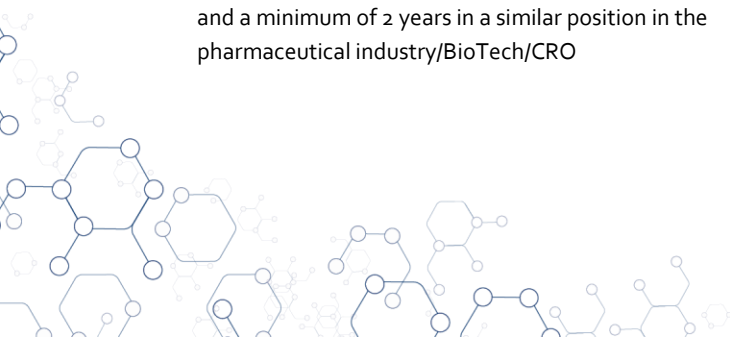 and a minimum of 2 years in a similar position in the
pharmaceutical industry/BioTech/CRO